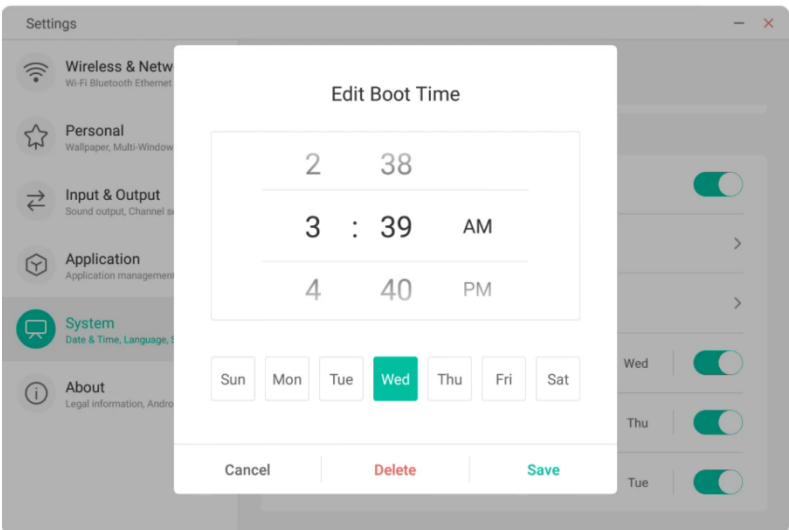 Settings
Wireless & Netw
Wi-Fi Bluetooth Ethernet
Personal
Wallpaper, Multi-Window
Input & Output
Sound output, Channel se
Application
Application management
System
Date & Time, Language, S
About
Legal information, Andro
Edit Boot Time
2 38
3 : 39 AM
4 40 PM
Sun Mon Tue Wed Thu Fri Sat
Cancel Delete Save
Wed
Thu
Tue